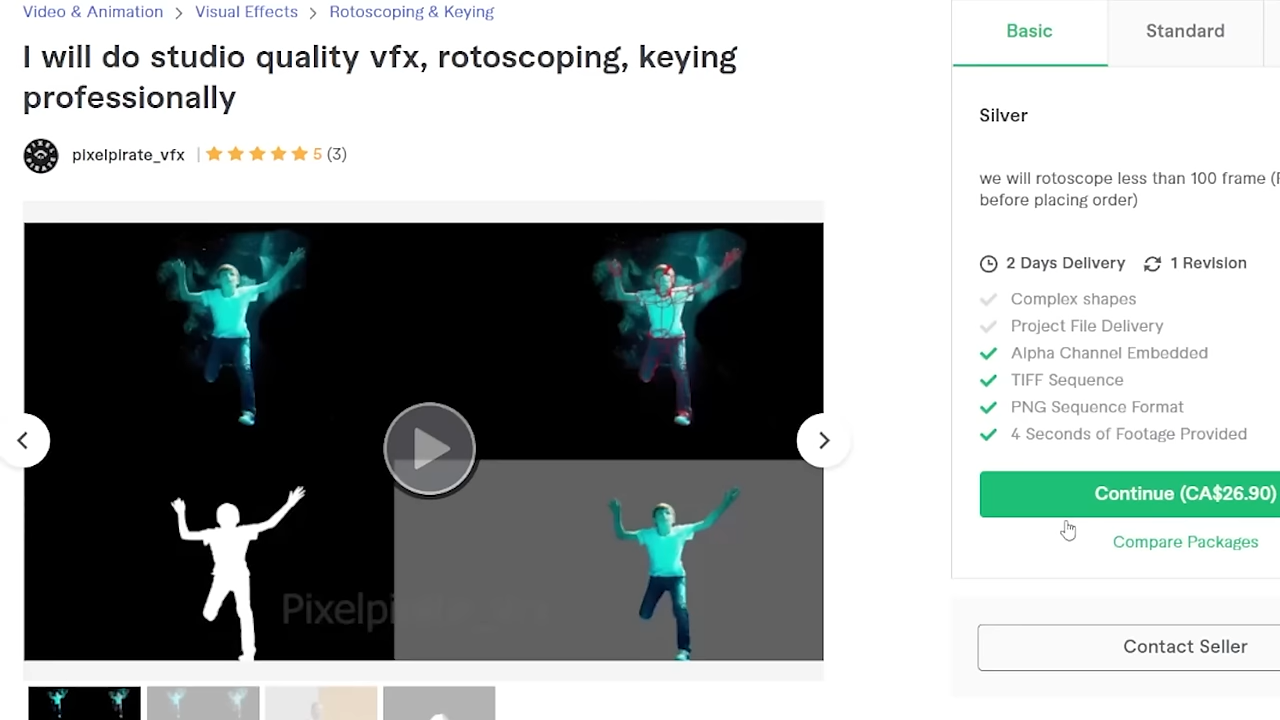 Video & Animation > Visual Effects > Rotoscoping & Keying
I will do studio quality vfx, rotoscoping, keying
professionally
pixelpirate_vfx | 5 (3)
Basic
Standard
Silver
we will rotoscope less than 100 frame (
before placing order)
2 Days Delivery
1 Revision
Complex shapes
Project File Delivery
Alpha Channel Embedded
TIFF Sequence
PNG Sequence Format
4 Seconds of Footage Provided
Continue (CA$26.90)
Compare Packages
Contact Seller